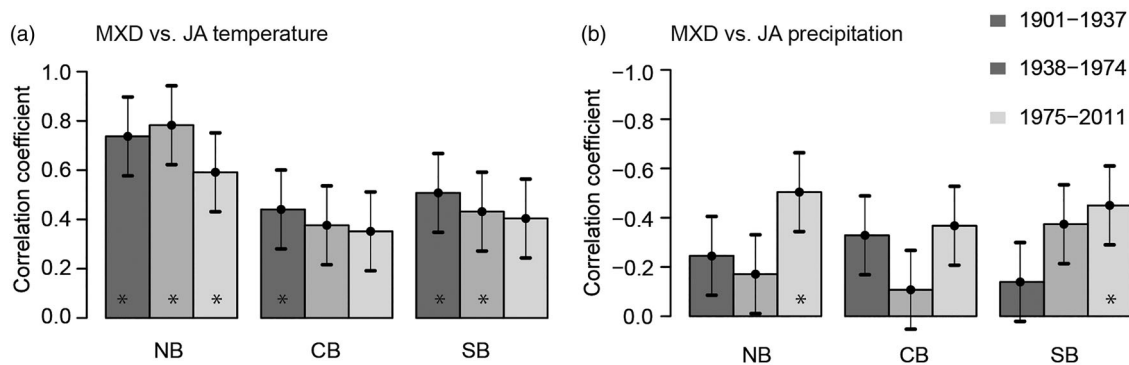 (a) MXD vs. JA temperature
Correlation coefficient
1.0
0.8
0.6
0.4
0.2
0.0
* * * * * *
NB CB SB
(b) MXD vs. JA precipitation
Correlation coefficient
−1.0
−0.8
−0.6
−0.4
−0.2
0.0
* *
NB CB SB
1901−1937
1938−1974
1975−2011